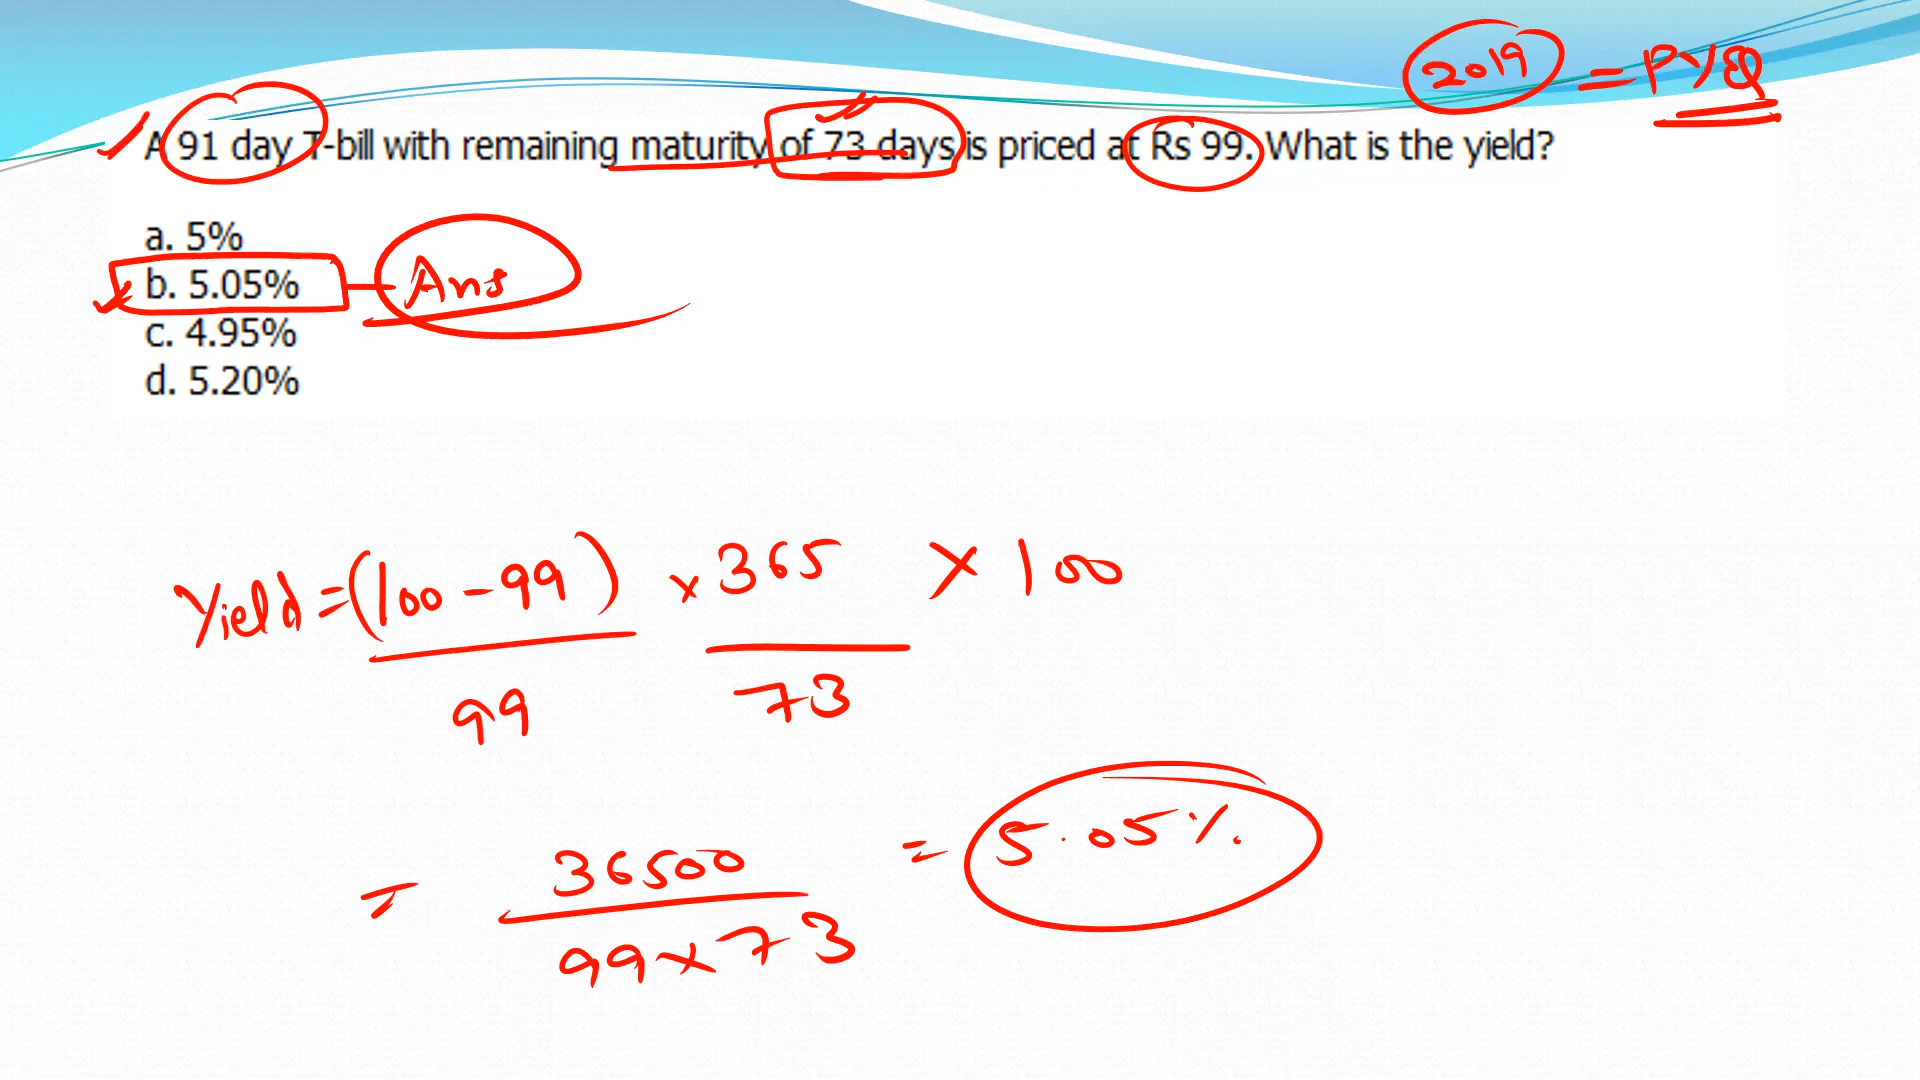 2019 = PYQ
A 91 day T-bill with remaining maturity of 73 days is priced at Rs 99. What is the yield?
a. 5%
b. 5.05% - Ans
c. 4.95%
d. 5.20%
Yield = (100 - 99) × 365 × 100
99 73
= 36500 = 5.05%
99 × 73